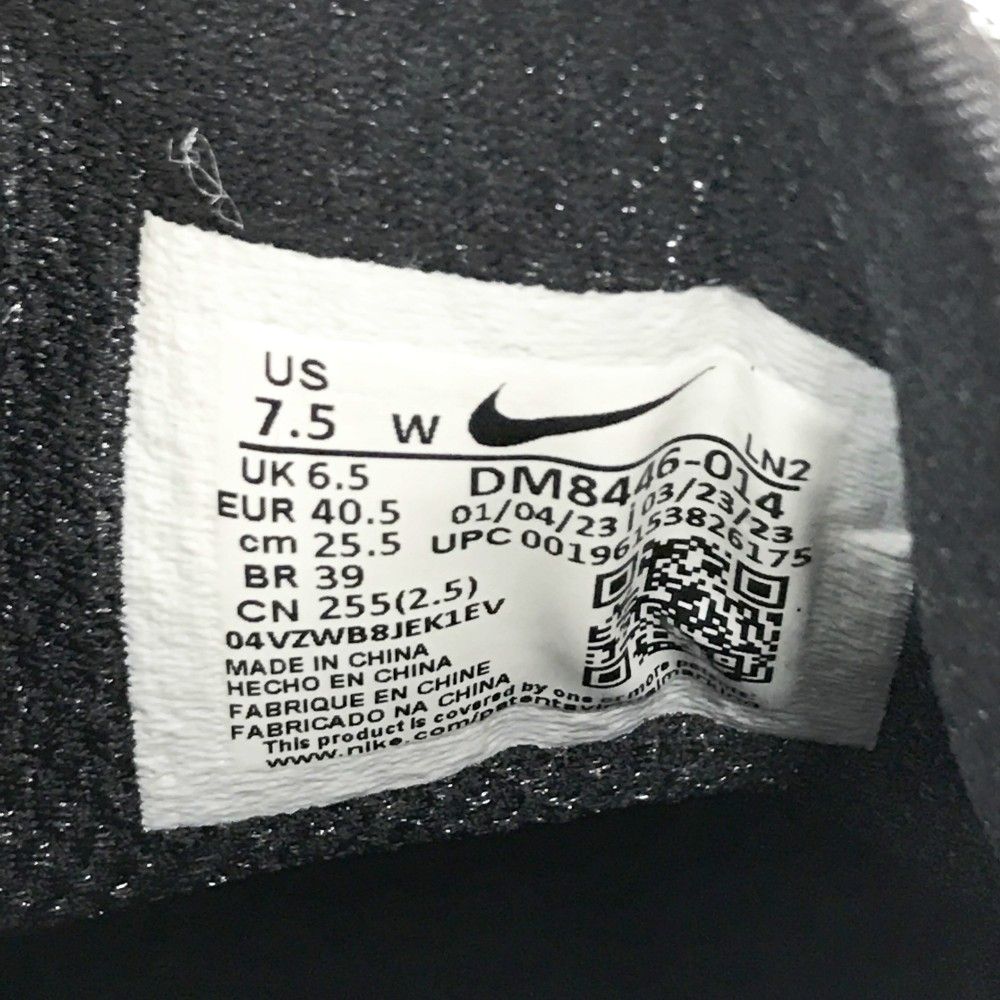 US
7.5 W
LN2
UK 6.5
EUR 40.5
cm 25.5
BR 39
CN 255(2.5)
DM8446-014
01/04/23 i 03/23/23
UPC 00196153826175
04VZWB8JEK1EV
MADE IN CHINA
HECHO EN CHINA
FABRIQUE EN CHINE
FABRICADO NA CHINA
This product is covered by one or more patents:
www.nike.com/patents